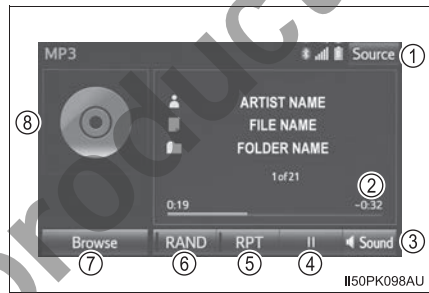 MP3
Source
①
⑧
ARTIST NAME
FILE NAME
FOLDER NAME
1 of 21
②
0:19
-0:32
Browse
RAND
RPT
II
Sound
③
⑦
⑥
⑤
④
II50PK098AU